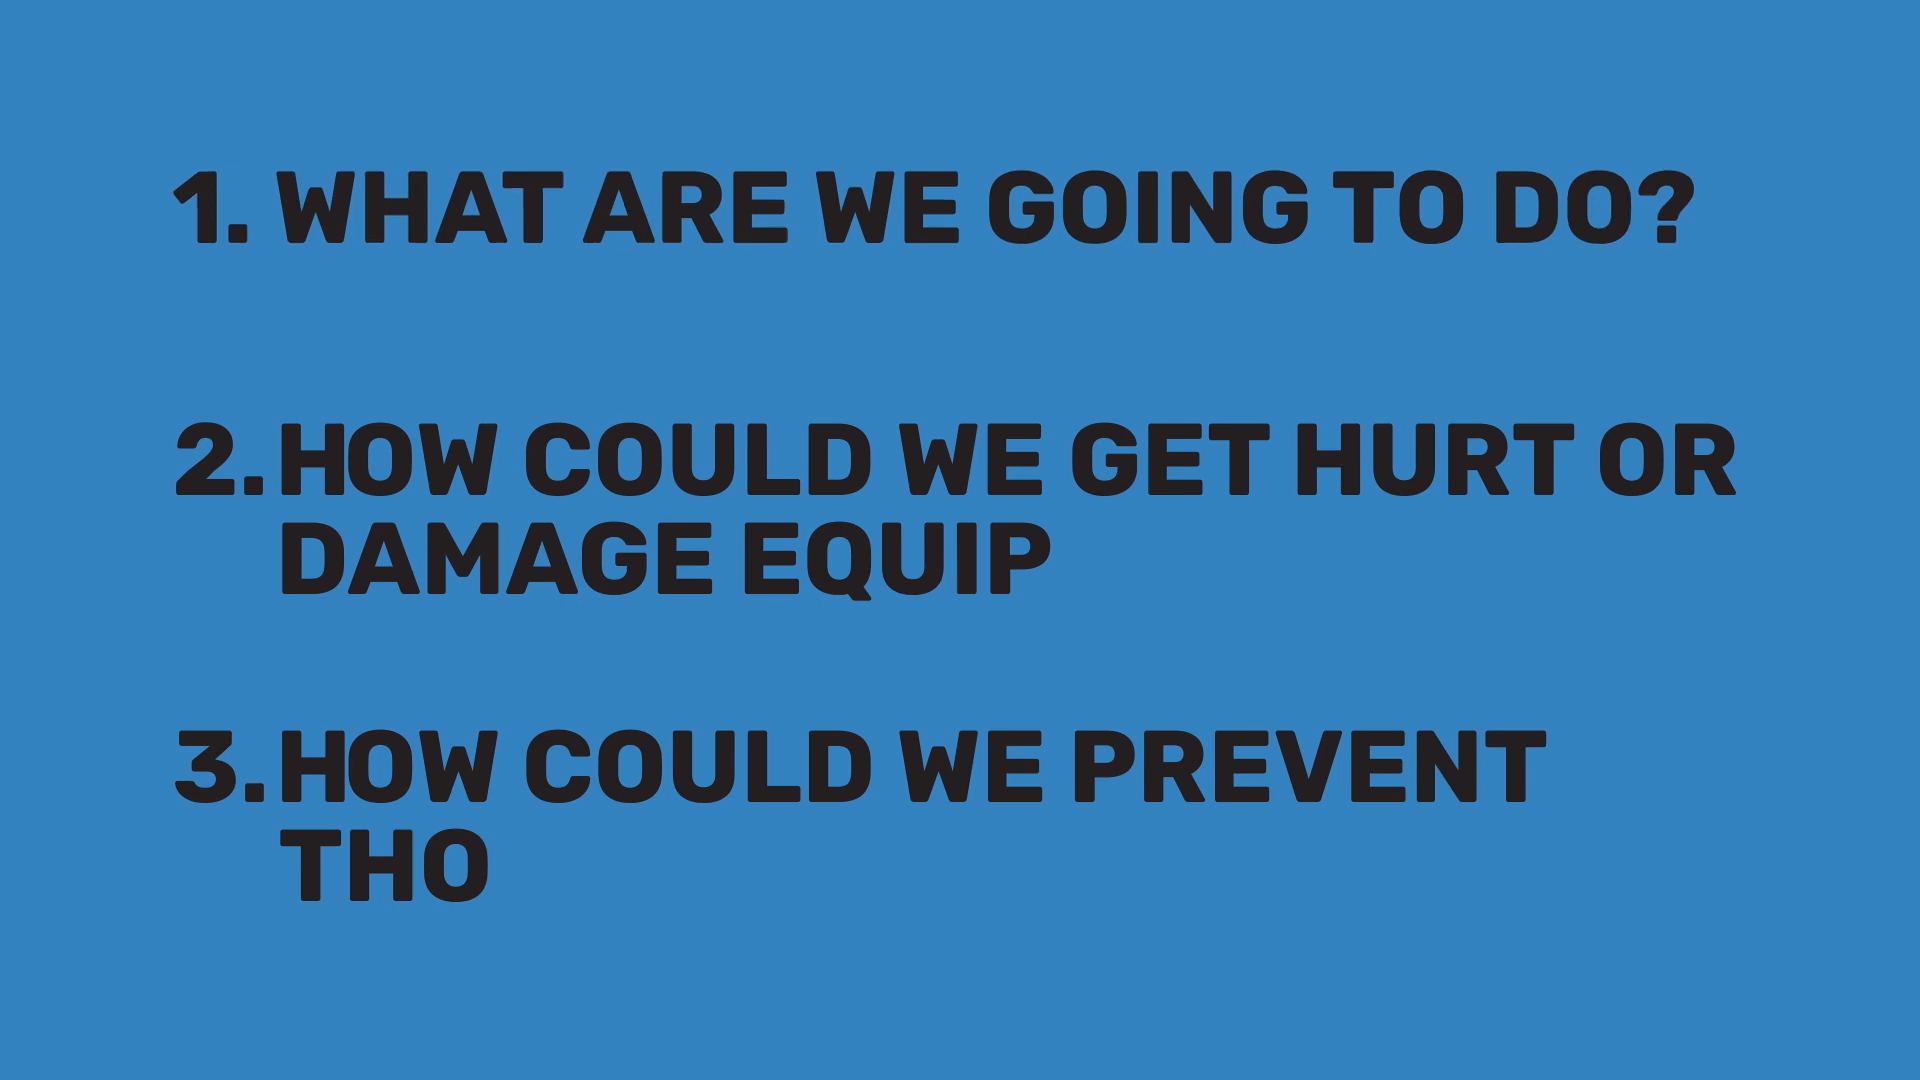 1. WHAT ARE WE GOING TO DO?
2. HOW COULD WE GET HURT OR
DAMAGE EQUIP
3. HOW COULD WE PREVENT
THO